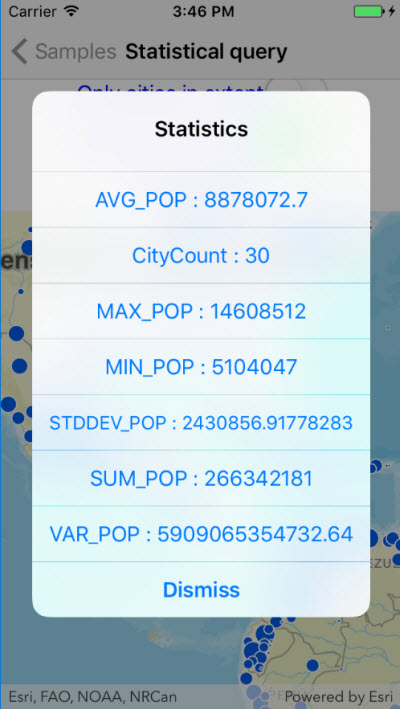 Carrier 3:46 PM
Samples Statistical query
Only cities in extent
Statistics
AVG_POP : 8878072.7
CityCount : 30
MAX_POP : 14608512
MIN_POP : 5104047
STDDEV_POP : 2430856.91778283
SUM_POP : 266342181
VAR_POP : 5909065354732.64
Dismiss
Esri, FAO, NOAA, NRCan Powered by Esri